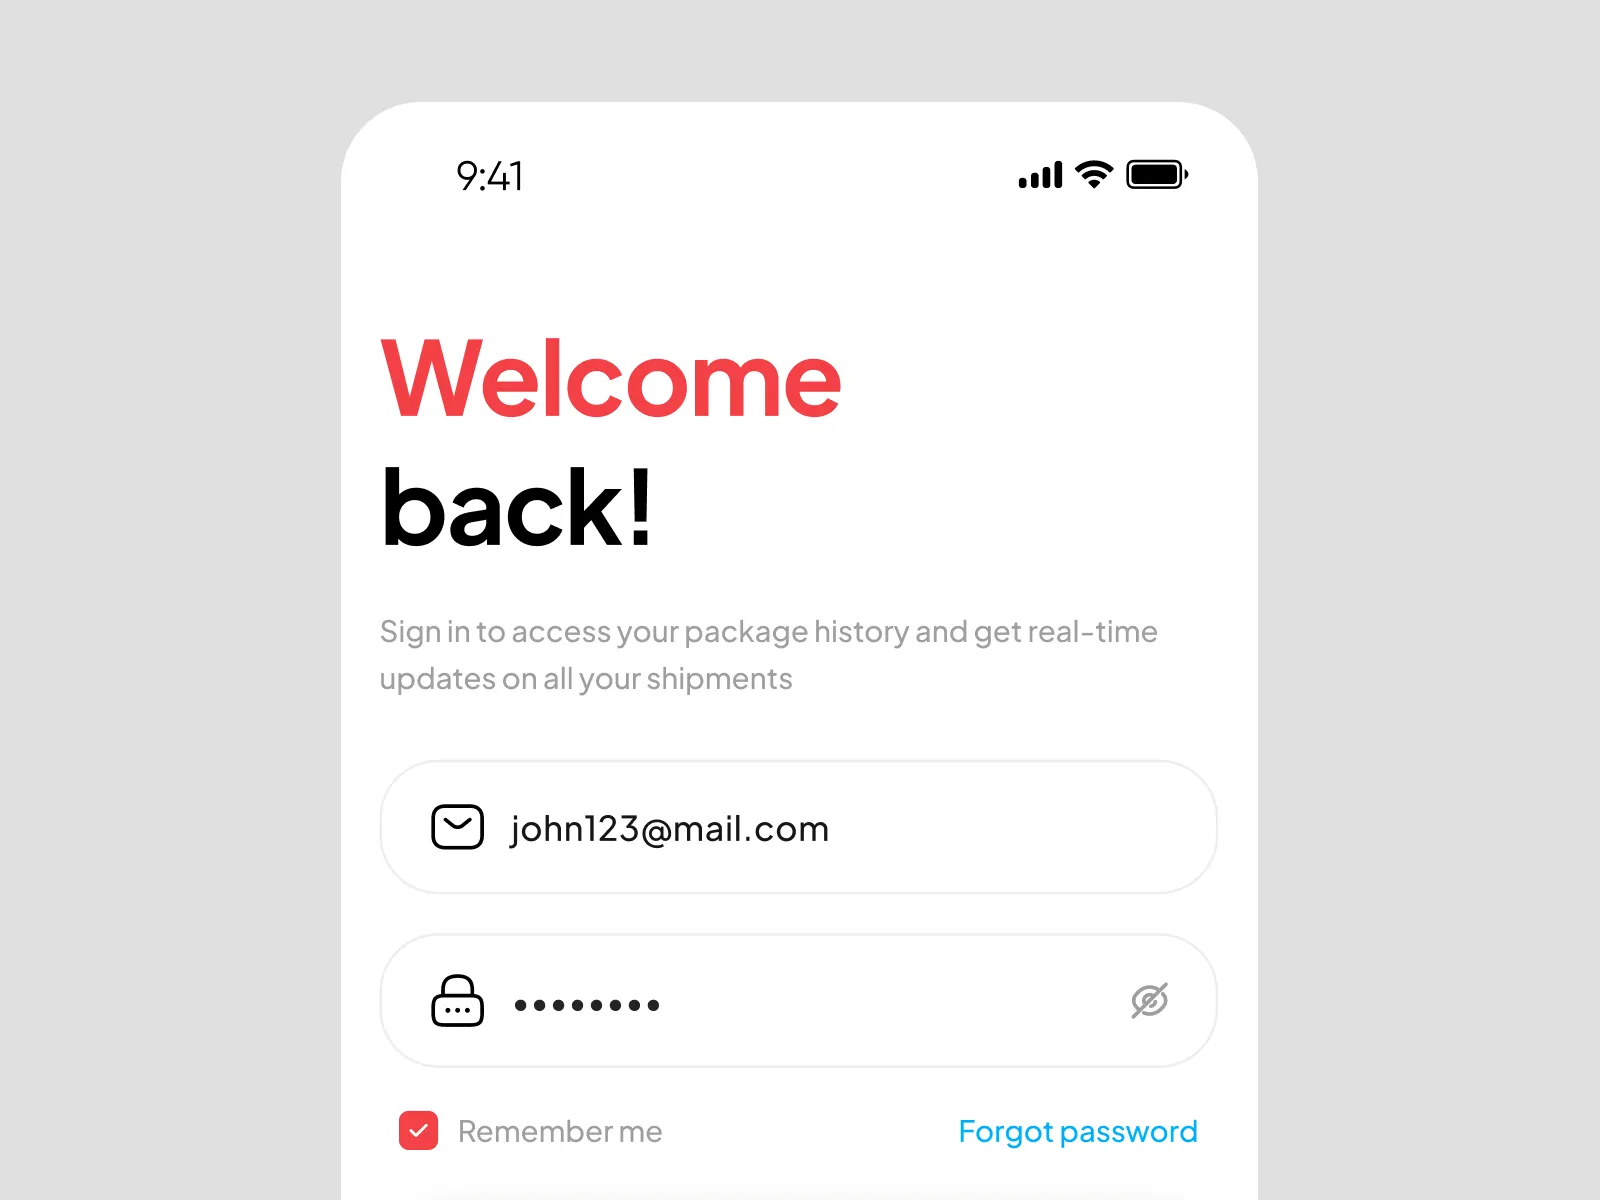 9:41
Welcome
back!
Sign in to access your package history and get real-time
updates on all your shipments
john123@mail.com
••••••••
Remember me
Forgot password